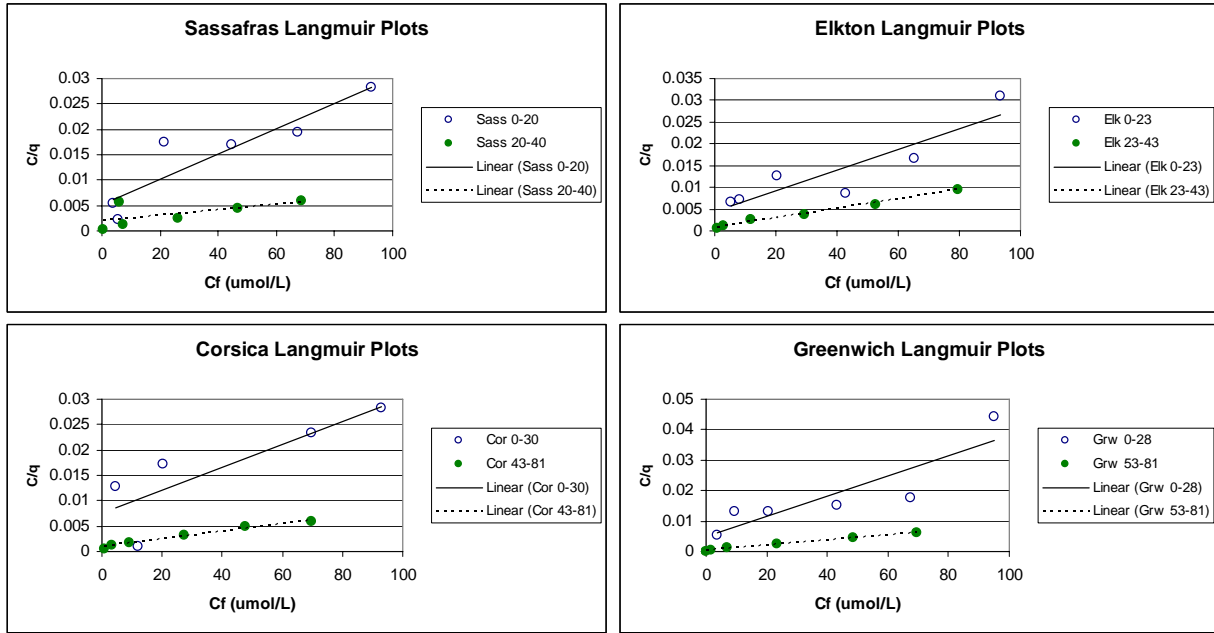 Sassafras Langmuir Plots
0.03
0.025
0.02
0.015
0.01
0.005
0
C/q
0 20 40 60 80 100
Cf (umol/L)
Sass 0-20
Sass 20-40
Linear (Sass 0-20)
Linear (Sass 20-40)
Elkton Langmuir Plots
0.035
0.03
0.025
0.02
0.015
0.01
0.005
0
C/q
0 20 40 60 80 100
Cf (umol/L)
Elk 0-23
Elk 23-43
Linear (Elk 0-23)
Linear (Elk 23-43)
Corsica Langmuir Plots
0.03
0.025
0.02
0.015
0.01
0.005
0
C/q
0 20 40 60 80 100
Cf (umol/L)
Cor 0-30
Cor 43-81
Linear (Cor 0-30)
Linear (Cor 43-81)
Greenwich Langmuir Plots
0.05
0.04
0.03
0.02
0.01
0
C/q
0 20 40 60 80 100
Cf (umol/L)
Grw 0-28
Grw 53-81
Linear (Grw 0-28)
Linear (Grw 53-81)